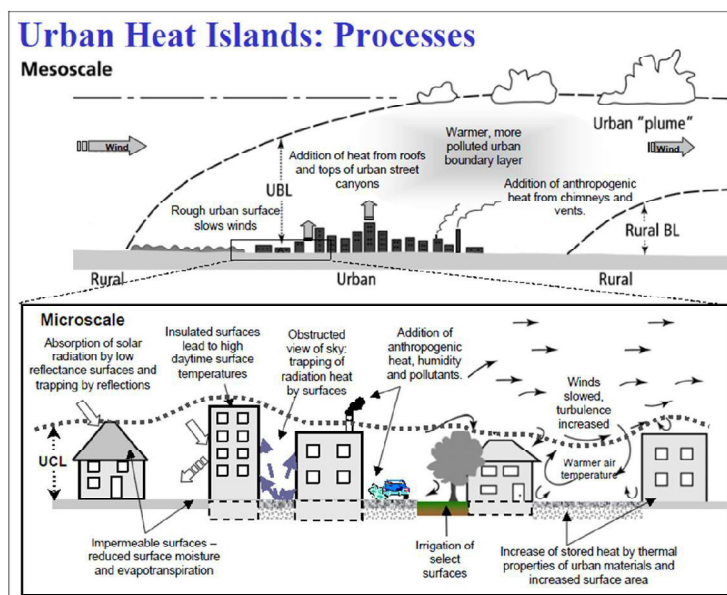 Urban Heat Islands: Processes
Mesoscale
Wind
UBL
Addition of heat from roofs
and tops of urban street
canyons
Warmer, more
polluted urban
boundary layer
Urban "plume"
Wind
Rough urban surface
slows winds
Addition of anthropogenic
heat from chimneys and
vents.
Rural BL
Rural
Urban
Rural
Microscale
Absorption of solar
radiation by low
reflectance surfaces and
trapping by reflections
Insulated surfaces
lead to high
daytime surface
temperatures
Obstructed
view of sky:
trapping of
radiation heat
by surfaces
Addition of
anthropogenic
heat, humidity
and pollutants.
Winds
slowed,
turbulence
increased
UCL
Warmer air
temperature
Impermeable surfaces –
reduced surface moisture
and evapotranspiration
Irrigation of
select
surfaces
Increase of stored heat by thermal
properties of urban materials and
increased surface area